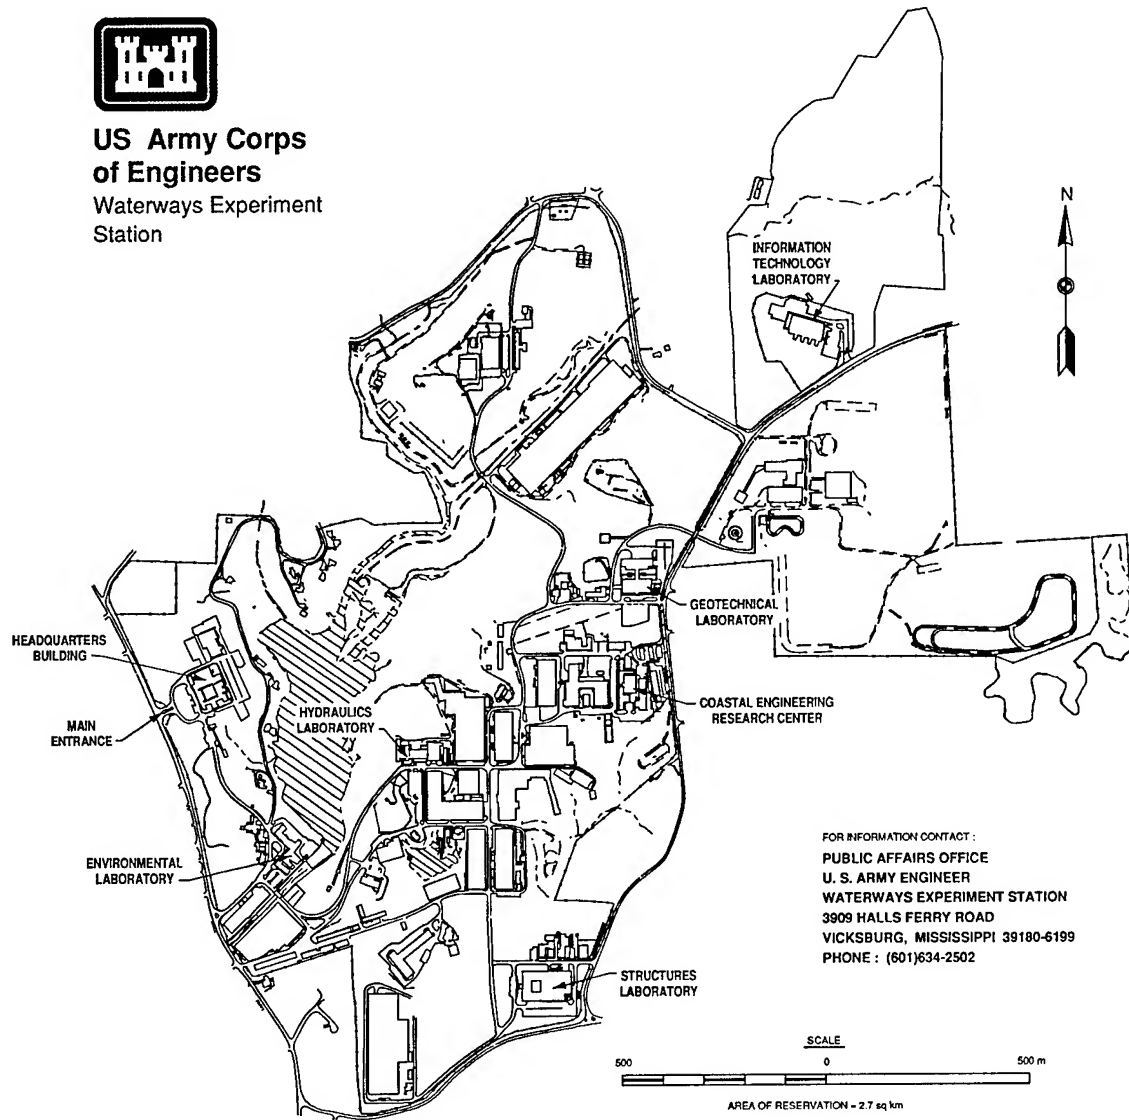 US Army Corps
of Engineers
Waterways Experiment
Station
N
INFORMATION
TECHNOLOGY
LABORATORY
GEOTECHNICAL
LABORATORY
HEADQUARTERS
BUILDING
COASTAL ENGINEERING
RESEARCH CENTER
HYDRAULICS
LABORATORY
MAIN
ENTRANCE
ENVIRONMENTAL
LABORATORY
FOR INFORMATION CONTACT :
PUBLIC AFFAIRS OFFICE
U. S. ARMY ENGINEER
WATERWAYS EXPERIMENT STATION
3909 HALLS FERRY ROAD
VICKSBURG, MISSISSIPPI 39180-6199
PHONE : (601)634-2502
STRUCTURES
LABORATORY
SCALE
500 0 500 m
AREA OF RESERVATION = 2.7 sq km